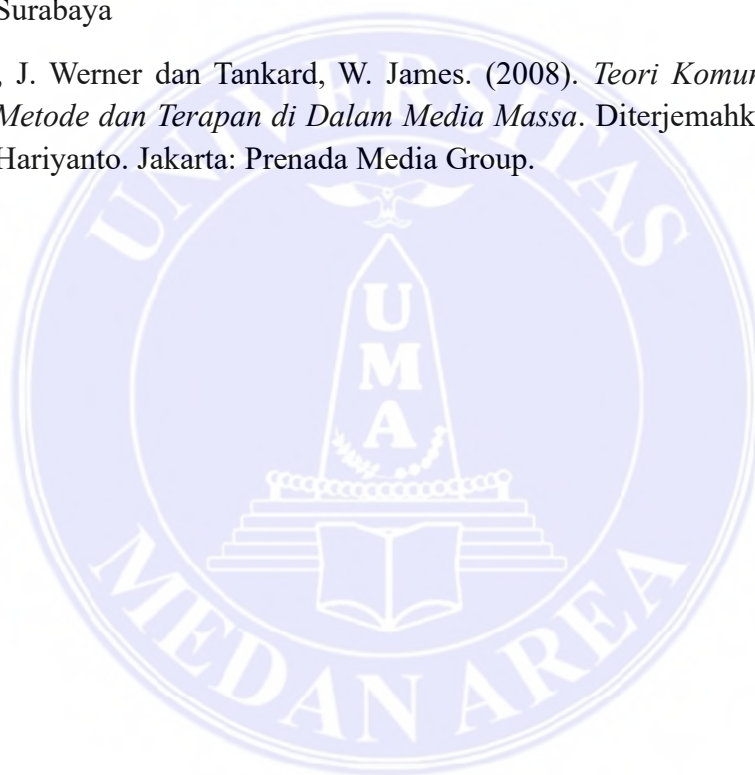 Surabaya
, J. Werner dan Tankard, W. James. (2008). Teori Komun
Metode dan Terapan di Dalam Media Massa. Diterjemahk
Hariyanto. Jakarta: Prenada Media Group.
UNIVERSITAS
U
M
A
MEDAN AREA